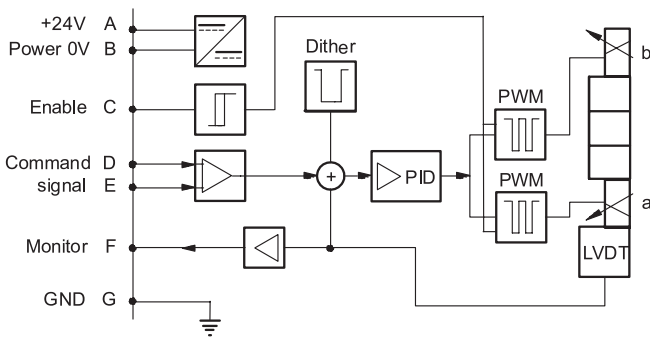 +24V A
Power 0V B
Dither
b
Enable C
PWM
Command D
signal E
+
PID
PWM
a
Monitor F
LVDT
GND G